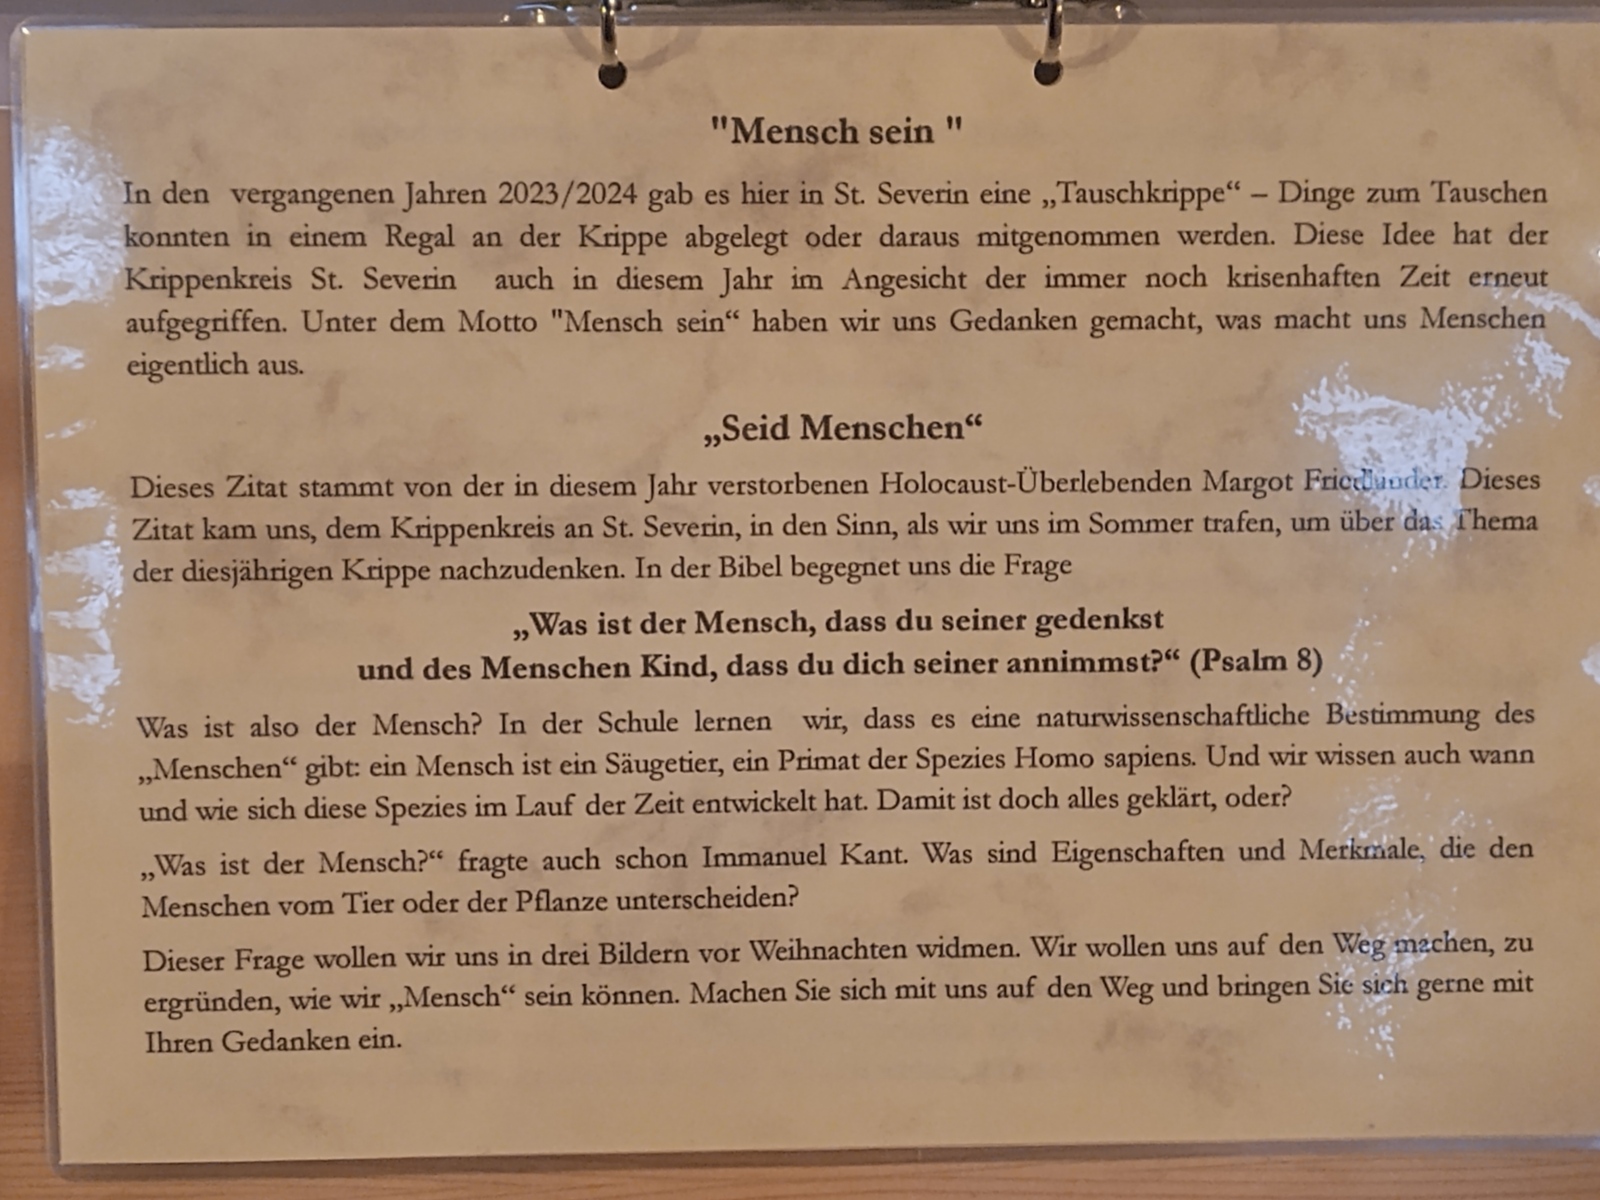 "Mensch sein "
In den vergangenen Jahren 2023/2024 gab es hier in St. Severin eine „Tauschkrippe“ – Dinge zum Tauschen
konnten in einem Regal an der Krippe abgelegt oder daraus mitgenommen werden. Diese Idee hat der
Krippenkreis St. Severin auch in diesem Jahr im Angesicht der immer noch krisenhaften Zeit erneut
aufgegriffen. Unter dem Motto "Mensch sein“ haben wir uns Gedanken gemacht, was macht uns Menschen
eigentlich aus.
„Seid Menschen“
Dieses Zitat stammt von der in diesem Jahr verstorbenen Holocaust-Überlebenden Margot Friedländer. Dieses
Zitat kam uns, dem Krippenkreis an St. Severin, in den Sinn, als wir uns im Sommer trafen, um über das Thema
der diesjährigen Krippe nachzudenken. In der Bibel begegnet uns die Frage
„Was ist der Mensch, dass du seiner gedenkst
und des Menschen Kind, dass du dich seiner annimmst?“ (Psalm 8)
Was ist also der Mensch? In der Schule lernen wir, dass es eine naturwissenschaftliche Bestimmung des
„Menschen“ gibt: ein Mensch ist ein Säugetier, ein Primat der Spezies Homo sapiens. Und wir wissen auch wann
und wie sich diese Spezies im Lauf der Zeit entwickelt hat. Damit ist doch alles geklärt, oder?
„Was ist der Mensch?“ fragte auch schon Immanuel Kant. Was sind Eigenschaften und Merkmale, die den
Menschen vom Tier oder der Pflanze unterscheiden?
Dieser Frage wollen wir uns in drei Bildern vor Weihnachten widmen. Wir wollen uns auf den Weg machen, zu
ergründen, wie wir „Mensch“ sein können. Machen Sie sich mit uns auf den Weg und bringen Sie sich gerne mit
Ihren Gedanken ein.